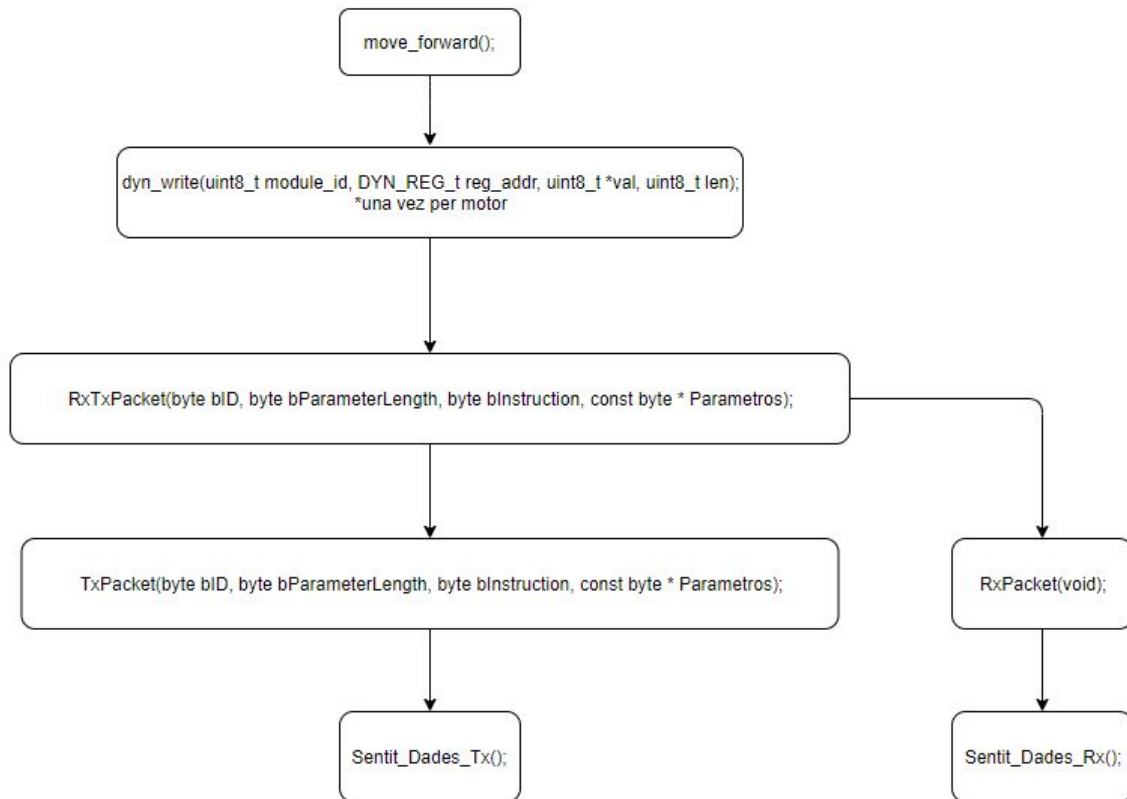 move_forward();
dyn_write(uint8_t module_id, DYN_REG_t reg_addr, uint8_t *val, uint8_t len);
*una vez per motor
RxTxPacket(byte bID, byte bParameterLength, byte bInstruction, const byte * Parametros);
TxPacket(byte bID, byte bParameterLength, byte bInstruction, const byte * Parametros);
RxPacket(void);
Sentit_Dades_Tx();
Sentit_Dades_Rx();